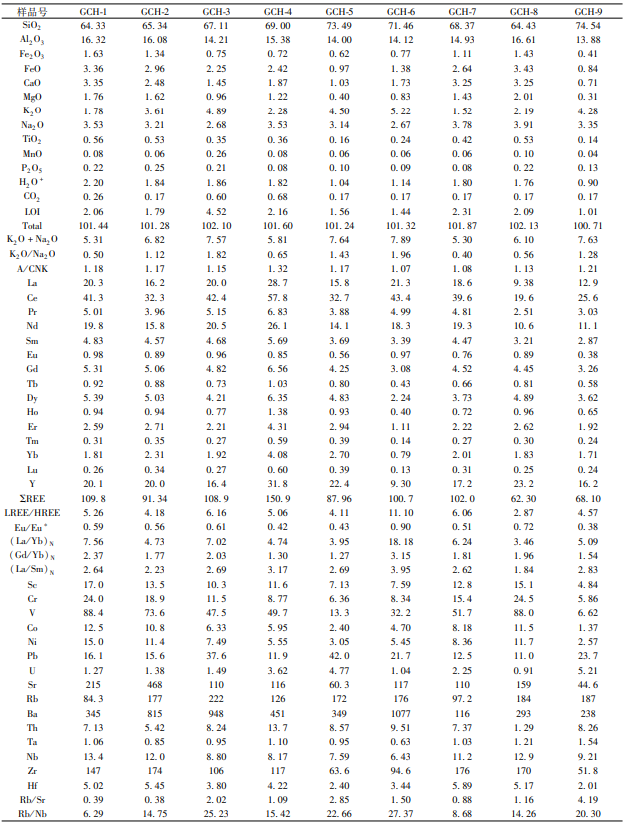 样品号 GCH-1 GCH-2 GCH-3 GCH-4 GCH-5 GCH-6 GCH-7 GCH-8 GCH-9
SiO₂ 64.33 65.34 67.11 69.00 73.49 71.46 68.37 64.43 74.54
Al₂O₃ 16.32 16.08 14.21 15.38 14.00 14.12 14.93 16.61 13.88
Fe₂O₃ 1.63 1.34 0.75 0.72 0.62 0.77 1.11 1.43 0.41
FeO 3.36 2.96 2.25 2.42 0.97 1.38 2.64 3.43 0.84
CaO 3.35 2.48 1.45 1.87 1.03 1.73 3.25 3.25 0.71
MgO 1.76 1.62 0.96 1.22 0.40 0.83 1.43 2.01 0.31
K₂O 1.78 3.61 4.89 2.28 4.50 5.22 1.52 2.19 4.28
Na₂O 3.53 3.21 2.68 3.53 3.14 2.67 3.78 3.91 3.35
TiO₂ 0.56 0.53 0.35 0.36 0.16 0.24 0.42 0.53 0.14
MnO 0.08 0.06 0.26 0.08 0.06 0.06 0.06 0.10 0.04
P₂O₅ 0.22 0.25 0.21 0.08 0.10 0.09 0.08 0.22 0.13
H₂O⁺ 2.20 1.84 1.86 1.82 1.04 1.14 1.80 1.76 0.90
CO₂ 0.26 0.17 0.60 0.68 0.17 0.17 0.17 0.17 0.17
LOI 2.06 1.79 4.52 2.16 1.56 1.44 2.31 2.09 1.01
Total 101.44 101.28 102.10 101.60 101.24 101.32 101.87 102.13 100.71
K₂O+Na₂O 5.31 6.82 7.57 5.81 7.64 7.89 5.30 6.10 7.63
K₂O/Na₂O 0.50 1.12 1.82 0.65 1.43 1.96 0.40 0.56 1.28
A/CNK 1.18 1.17 1.15 1.32 1.17 1.07 1.08 1.13 1.21
La 20.3 16.2 20.0 28.7 15.8 21.3 18.6 9.38 12.9
Ce 41.3 32.3 42.4 57.8 32.7 43.4 39.6 19.6 25.6
Pr 5.01 3.96 5.15 6.83 3.88 4.99 4.81 2.51 3.03
Nd 19.8 15.8 20.5 26.1 14.1 18.3 19.3 10.6 11.1
Sm 4.83 4.57 4.68 5.69 3.69 3.39 4.47 3.21 2.87
Eu 0.98 0.89 0.96 0.85 0.56 0.97 0.76 0.89 0.38
Gd 5.31 5.06 4.82 6.56 4.25 3.08 4.52 4.45 3.26
Tb 0.92 0.88 0.73 1.03 0.80 0.43 0.66 0.81 0.58
Dy 5.39 5.03 4.21 6.35 4.83 2.24 3.73 4.89 3.62
Ho 0.94 0.94 0.77 1.38 0.93 0.40 0.72 0.96 0.65
Er 2.59 2.71 2.21 4.31 2.94 1.11 2.22 2.62 1.92
Tm 0.31 0.35 0.27 0.59 0.39 0.14 0.27 0.30 0.24
Yb 1.81 2.31 1.92 4.08 2.70 0.79 2.01 1.83 1.71
Lu 0.26 0.34 0.27 0.60 0.39 0.13 0.31 0.25 0.24
Y 20.1 20.0 16.4 31.8 22.4 9.30 17.2 23.2 16.2
ΣREE 109.8 91.34 108.9 150.9 87.96 100.7 102.0 62.30 68.10
LREE/HREE 5.26 4.18 6.16 5.06 4.11 11.10 6.06 2.87 4.57
Eu/Eu* 0.59 0.56 0.61 0.42 0.43 0.90 0.51 0.72 0.38
(La/Yb)N 7.56 4.73 7.02 4.74 3.95 18.18 6.24 3.46 5.09
(Gd/Yb)N 2.37 1.77 2.03 1.30 1.27 3.15 1.81 1.96 1.54
(La/Sm)N 2.64 2.23 2.69 3.17 2.69 3.95 2.62 1.84 2.83
Sc 17.0 13.5 10.3 11.6 7.13 7.59 12.8 15.1 4.84
Cr 24.0 18.9 11.5 8.77 6.36 8.34 15.4 24.5 5.86
V 88.4 73.6 47.5 49.7 13.3 32.2 51.7 88.0 6.62
Co 12.5 10.8 6.33 5.95 2.40 4.70 8.18 11.5 1.37
Ni 15.0 11.4 7.49 5.55 3.05 5.45 8.36 11.7 2.57
Pb 16.1 15.6 37.6 11.9 42.0 21.7 12.5 11.0 23.7
U 1.27 1.38 1.49 3.62 4.77 1.04 2.25 0.91 5.21
Sr 215 468 110 116 60.3 117 110 159 44.6
Rb 84.3 177 222 126 172 176 97.2 184 187
Ba 345 815 948 451 349 1077 116 293 238
Th 7.13 5.42 8.24 13.7 8.57 9.51 7.37 1.29 8.26
Ta 1.06 0.85 0.95 1.10 0.95 0.63 1.03 1.21 1.54
Nb 13.4 12.0 8.80 8.17 7.59 6.43 11.2 12.9 9.21
Zr 147 174 106 117 63.6 94.6 176 170 51.8
Hf 5.02 5.45 3.80 4.22 2.40 3.44 5.89 5.17 2.01
Rb/Sr 0.39 0.38 2.02 1.09 2.85 1.50 0.88 1.16 4.19
Rb/Nb 6.29 14.75 25.23 15.42 22.66 27.37 8.68 14.26 20.30